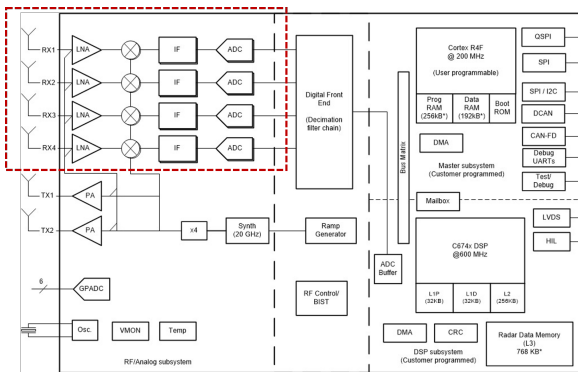 RX1
LNA
IF
ADC
RX2
LNA
IF
ADC
RX3
LNA
IF
ADC
RX4
LNA
IF
ADC
TX1
PA
TX2
PA
x4
Synth
(20 GHz)
Ramp
Generator
Digital Front
End
(Decimation
filter chain)
6
GPADC
Osc.
VMON
Temp
RF/Analog subsystem
RF Control/
BIST
ADC
Buffer
Bus Matrix
Cortex R4F
@ 200 MHz
(User programmable)
Prog
RAM
(256kB*)
Data
RAM
(192kB*)
Boot
ROM
DMA
Master subsystem
(Customer programmed)
Mailbox
C674x DSP
@600 MHz
L1P
(32KB)
L1D
(32KB)
L2
(256KB)
DMA
CRC
DSP subsystem
(Customer programmed)
Radar Data Memory
(L3)
768 KB*
QSPI
SPI
SPI / I2C
DCAN
CAN-FD
Debug
UARTs
Test/
Debug
LVDS
HIL